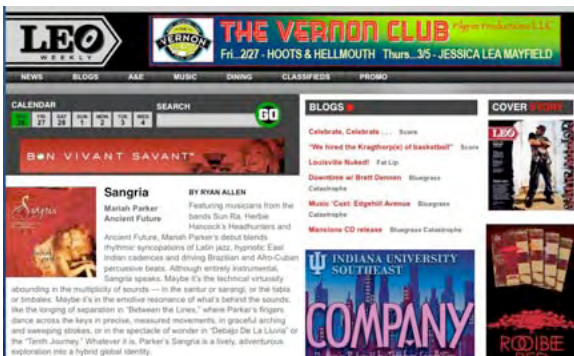 LEO
WEEKLY
VERNON
THE VERNON CLUB
Fri...2/27 - HOOTS & HELLMOUTH Thurs...3/5 - JESSICA LEA MAYFIELD
NEWS BLOGS A&E MUSIC DINING CLASSIFIEDS PROMO
CALENDAR
SEARCH
FRI SAT SUN MON TUE WED
27 28 1 2 3 4
GO
BON VIVANT SAVANT
Sangria
Sangria
BY RYAN ALLEN
Mariah Parker
Ancient Future
Featuring musicians from the
bands Sun Ra, Herbie
Hancock's Headhunters and
Ancient Future, Mariah Parker's debut blends
rhythmic syncopations of Latin jazz, hypnotic East
Indian cadences and driving Brazilian and Afro-Cuban
percussive beats. Although entirely instrumental,
Sangria speaks. Maybe it's the technical virtuosity
abounding in the multiplicity of sounds — in the santur or sarangi, or the tabla
or timbales. Maybe it's in the emotive resonance of what's behind the sounds,
like the longing of separation in "Between the Lines," where Parker's fingers
dance across the keys in precise, measured movements, in graceful arching
and sweeping strokes, or in the spectacle of wonder in "Debajo De La Lluvia" or
the "Tenth Journey." Whatever it is, Parker's Sangria is a lively, adventurous
exploration into a hybrid global identity.
BLOGS
Celebrate, Celebrate . . . Score
"We hired the Kragthorp(e) of basketball" Score
Louisville Nuked! Fat Lip
Downtree w/ Brett Dennen Bluegrass
Catastrophe
Music 'Cast: Edgehill Avenue Bluegrass
Catastrophe
Mansions CD release Bluegrass Catastrophe
INDIANA UNIVERSITY
SOUTHEAST
COMPANY
COVER STORY
LEO
ROOIBEE